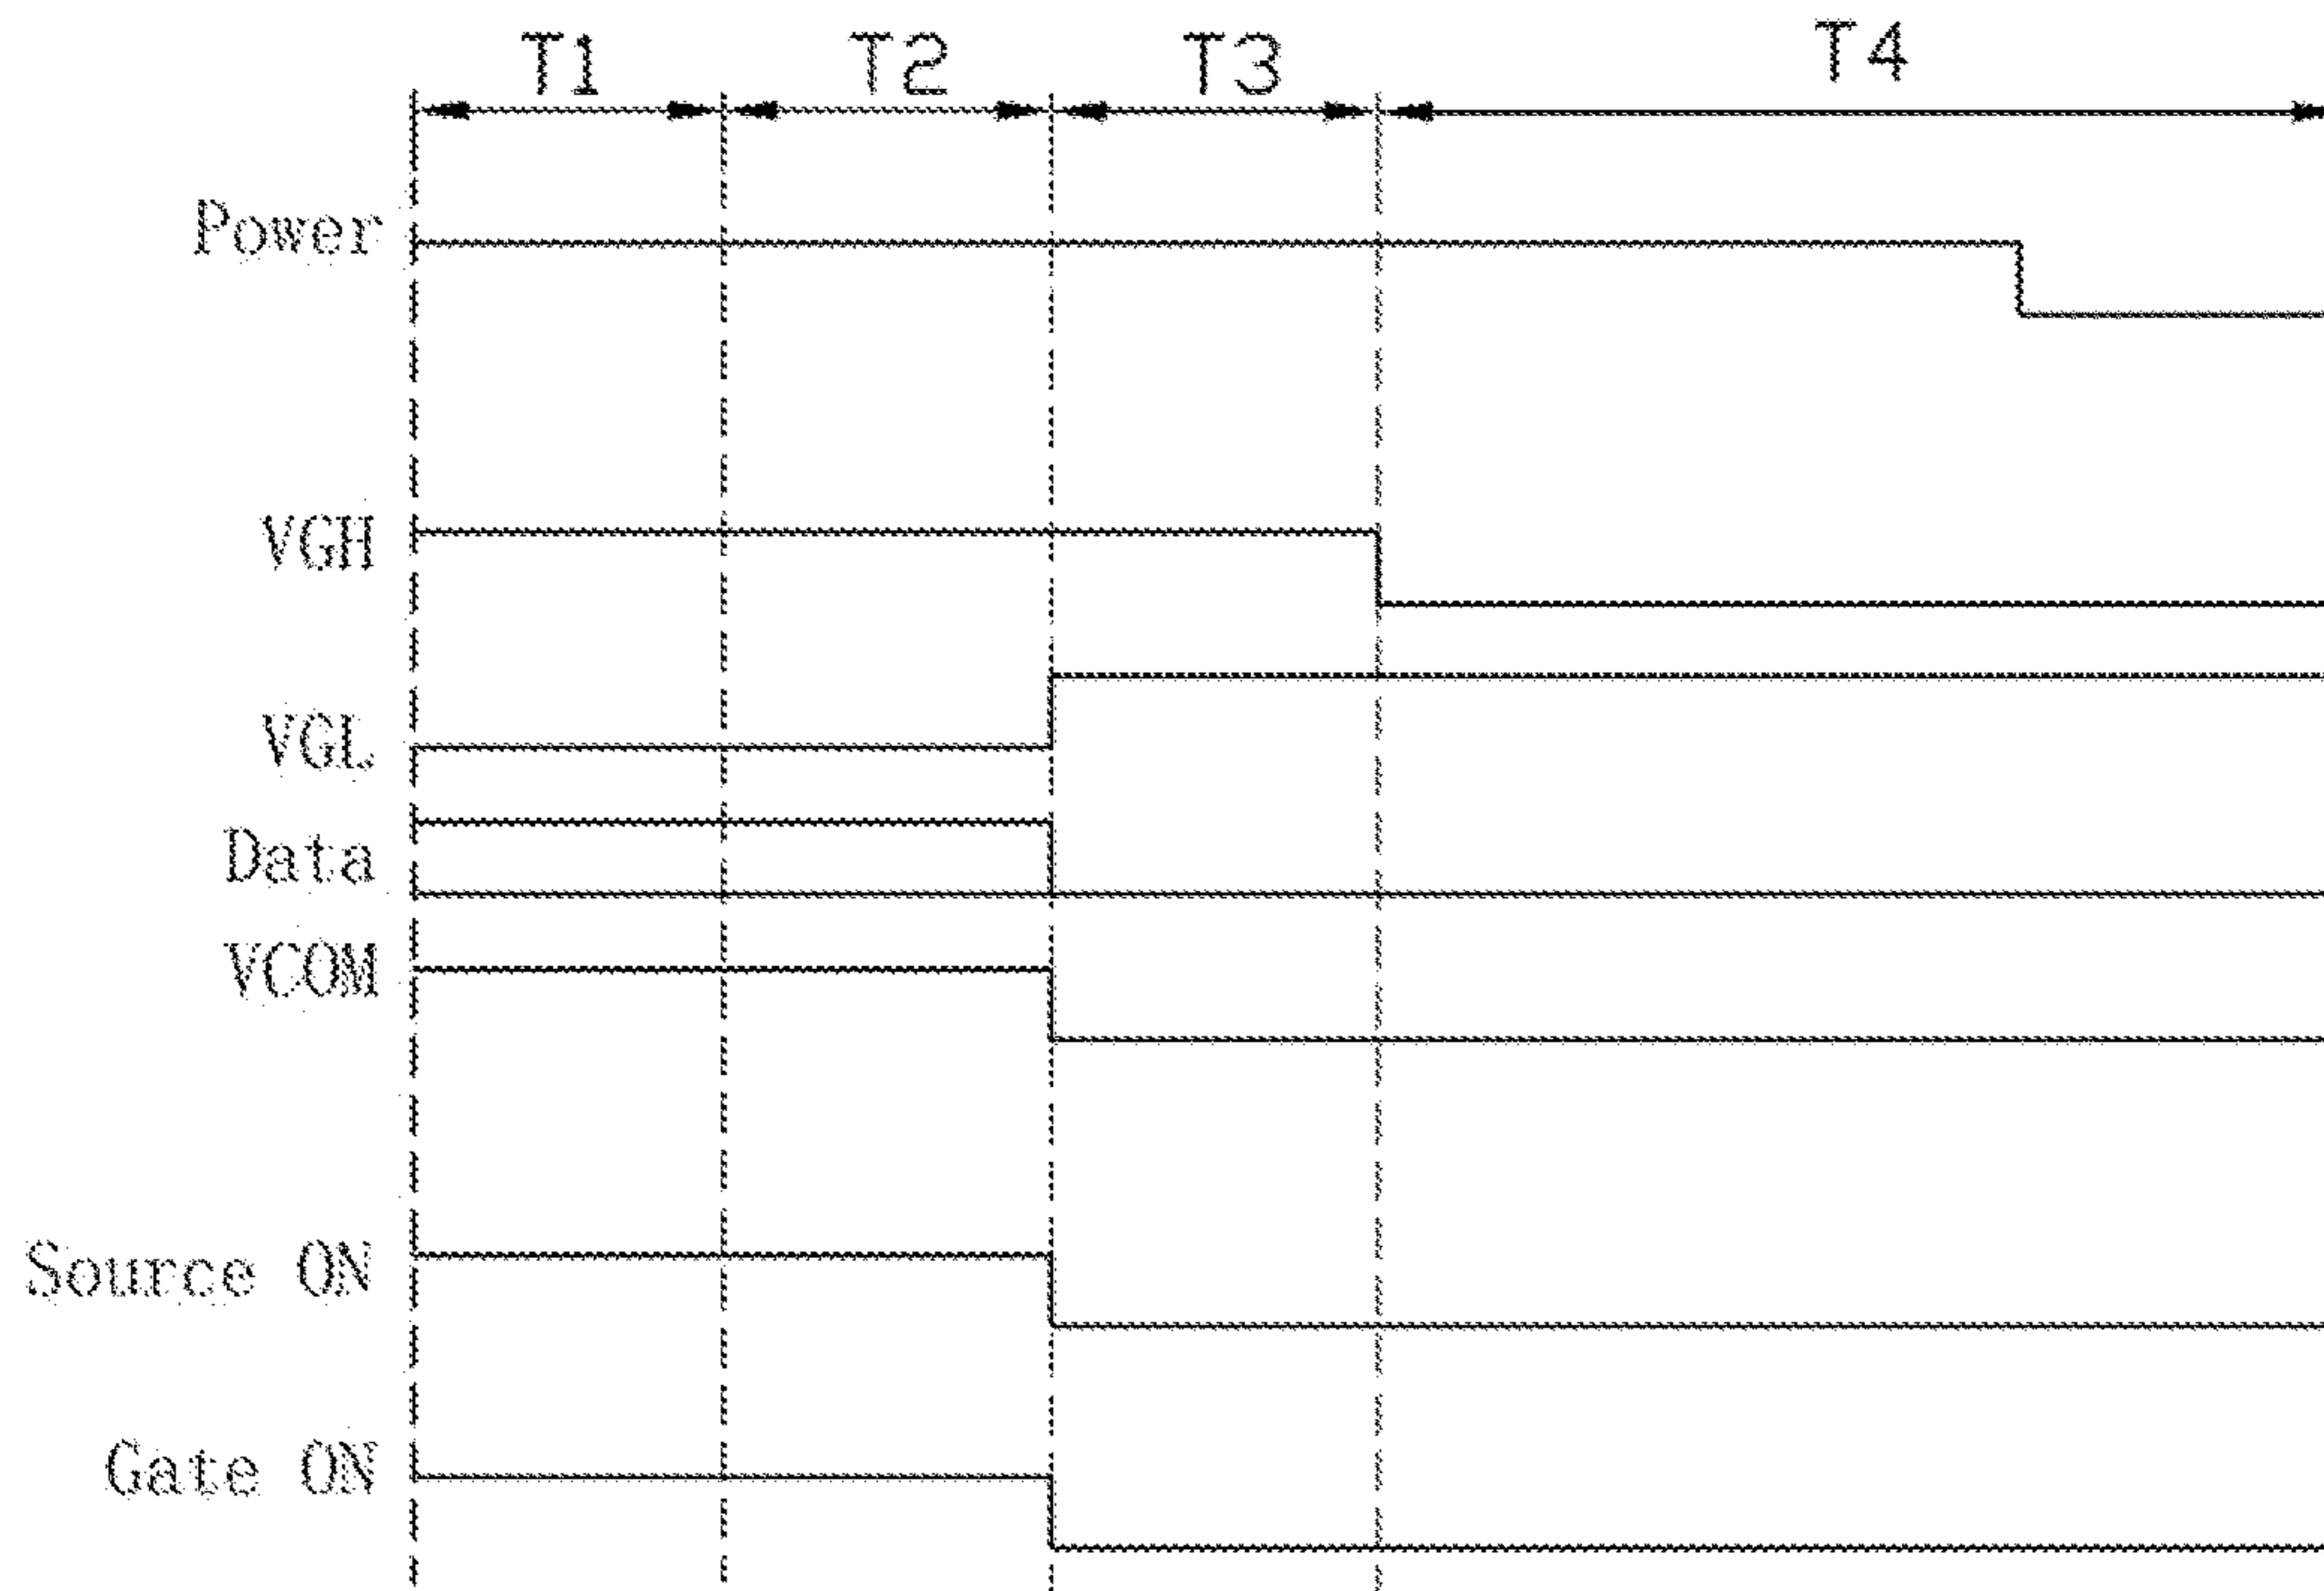 T1 T2 T3 T4
Power
VGH
VGL
Data
VCOM
Source ON
Gate ON